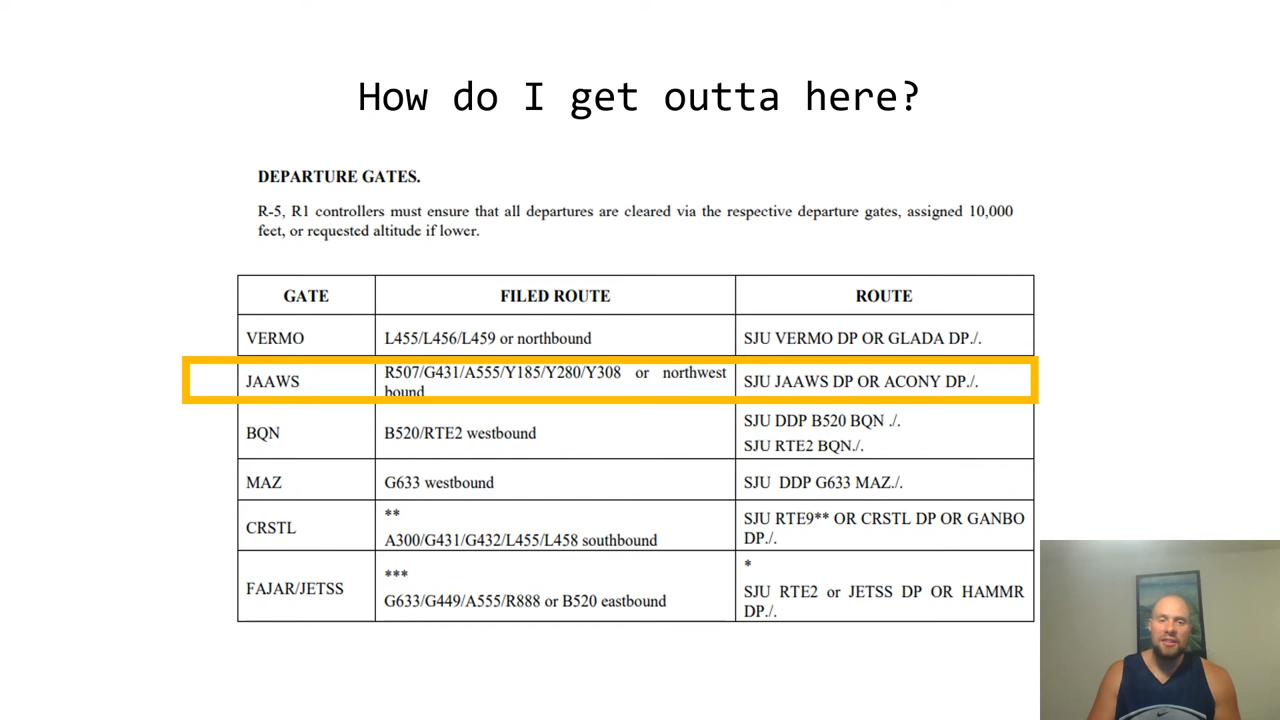 How do I get outta here?
DEPARTURE GATES.
R-5, R1 controllers must ensure that all departures are cleared via the respective departure gates, assigned 10,000
feet, or requested altitude if lower.
GATE FILED ROUTE ROUTE
VERMO L455/L456/L459 or northbound SJU VERMO DP OR GLADA DP./.
JAAWS R507/G431/A555/Y185/Y280/Y308 or northwest
bound SJU JAAWS DP OR ACONY DP./.
BQN B520/RTE2 westbound SJU DDP B520 BQN ./.
SJU RTE2 BQN./.
MAZ G633 westbound SJU DDP G633 MAZ./.
CRSTL **
A300/G431/G432/L455/L458 southbound SJU RTE9** OR CRSTL DP OR GANBO
DP./.
FAJAR/JETSS ***
G633/G449/A555/R888 or B520 eastbound *
SJU RTE2 or JETSS DP OR HAMMR
DP./.